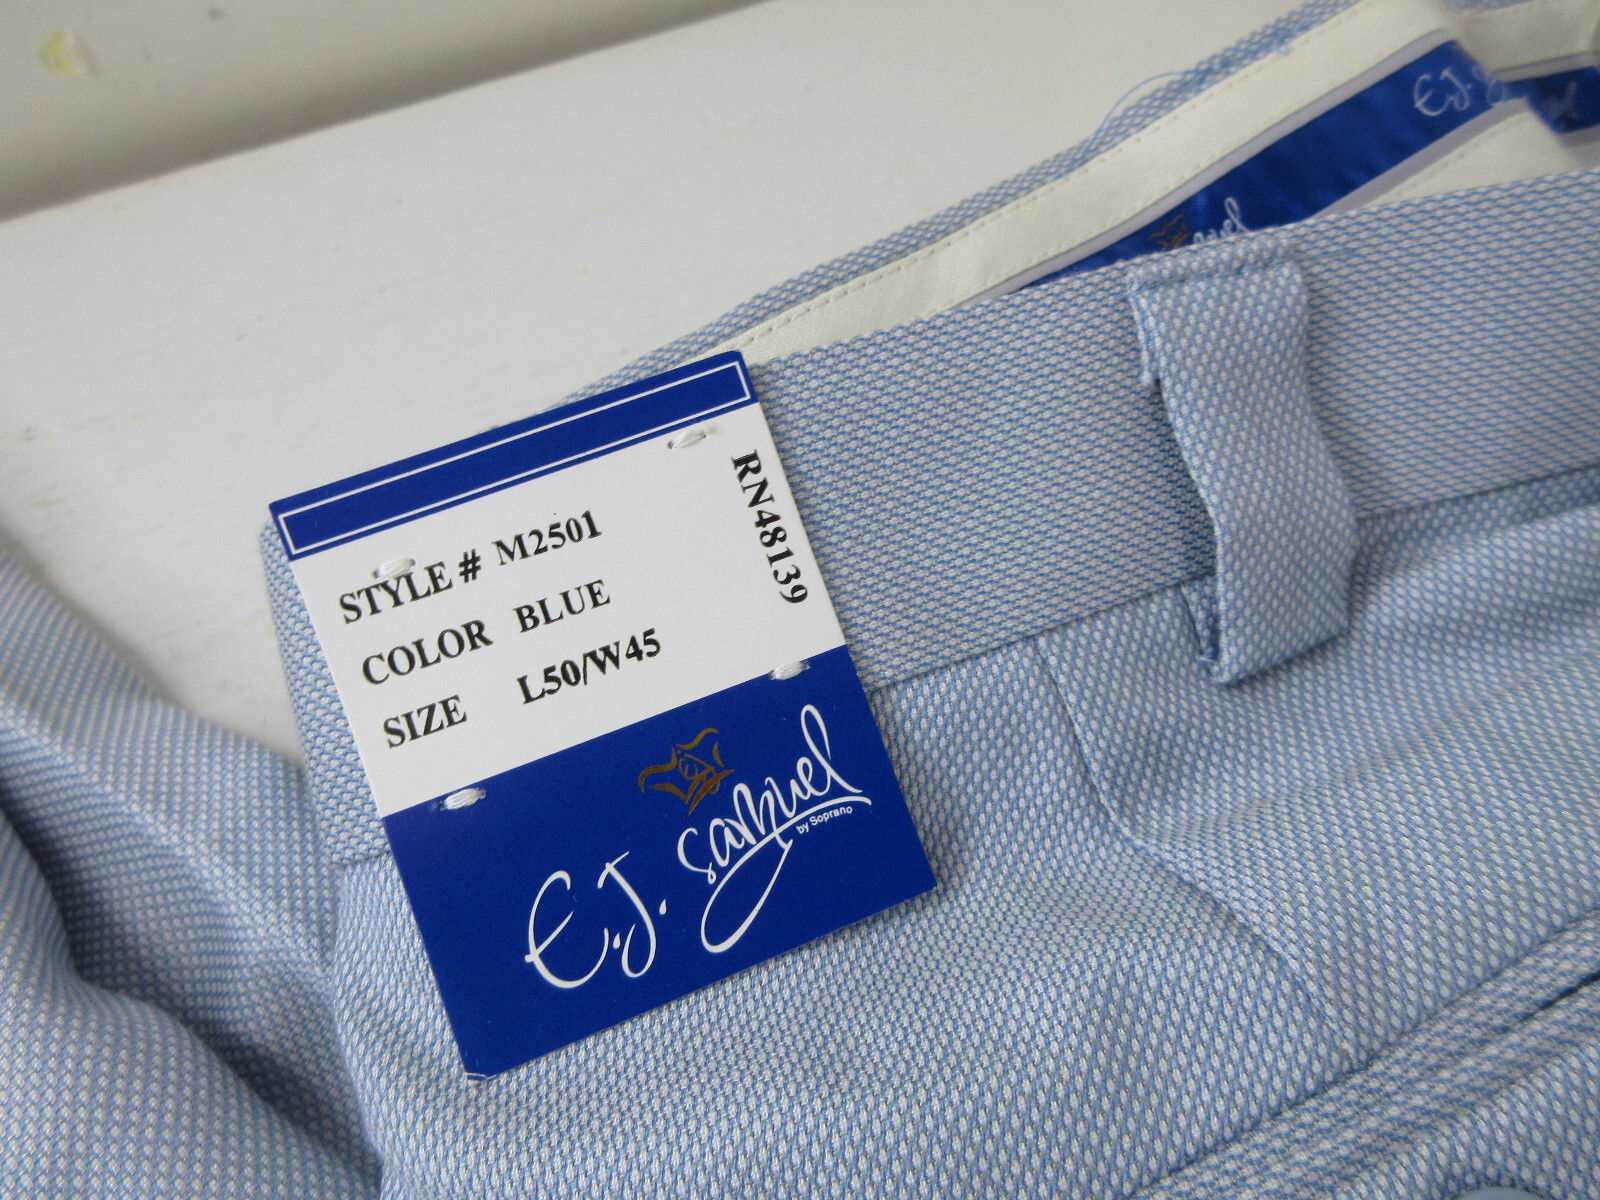 STYLE # M2501
COLOR BLUE
SIZE L50/W45
RN48139
E.J. Samuel
by Soprano
E.J.